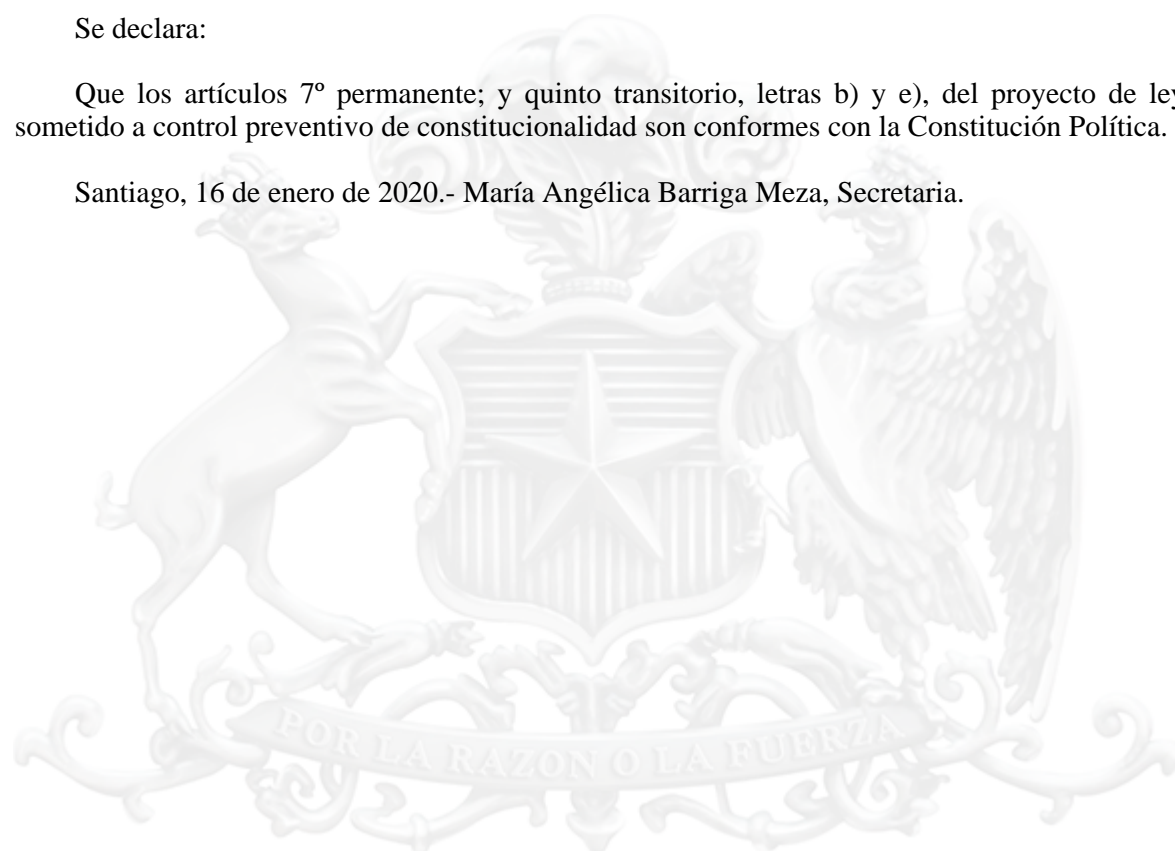 Se declara:
Que los artículos 7º permanente; y quinto transitorio, letras b) y e), del proyecto de ley
sometido a control preventivo de constitucionalidad son conformes con la Constitución Política.
Santiago, 16 de enero de 2020.- María Angélica Barriga Meza, Secretaria.
POR LA RAZON O LA FUERZA